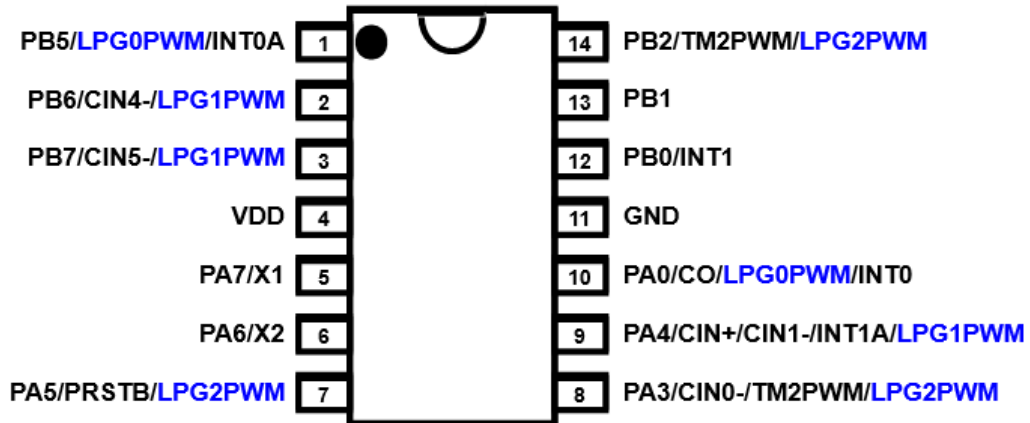 PB5/LPG0PWM/INT0A 1 14 PB2/TM2PWM/LPG2PWM
PB6/CIN4-/LPG1PWM 2 13 PB1
PB7/CIN5-/LPG1PWM 3 12 PB0/INT1
VDD 4 11 GND
PA7/X1 5 10 PA0/CO/LPG0PWM/INT0
PA6/X2 6 9 PA4/CIN+/CIN1-/INT1A/LPG1PWM
PA5/PRSTB/LPG2PWM 7 8 PA3/CIN0-/TM2PWM/LPG2PWM